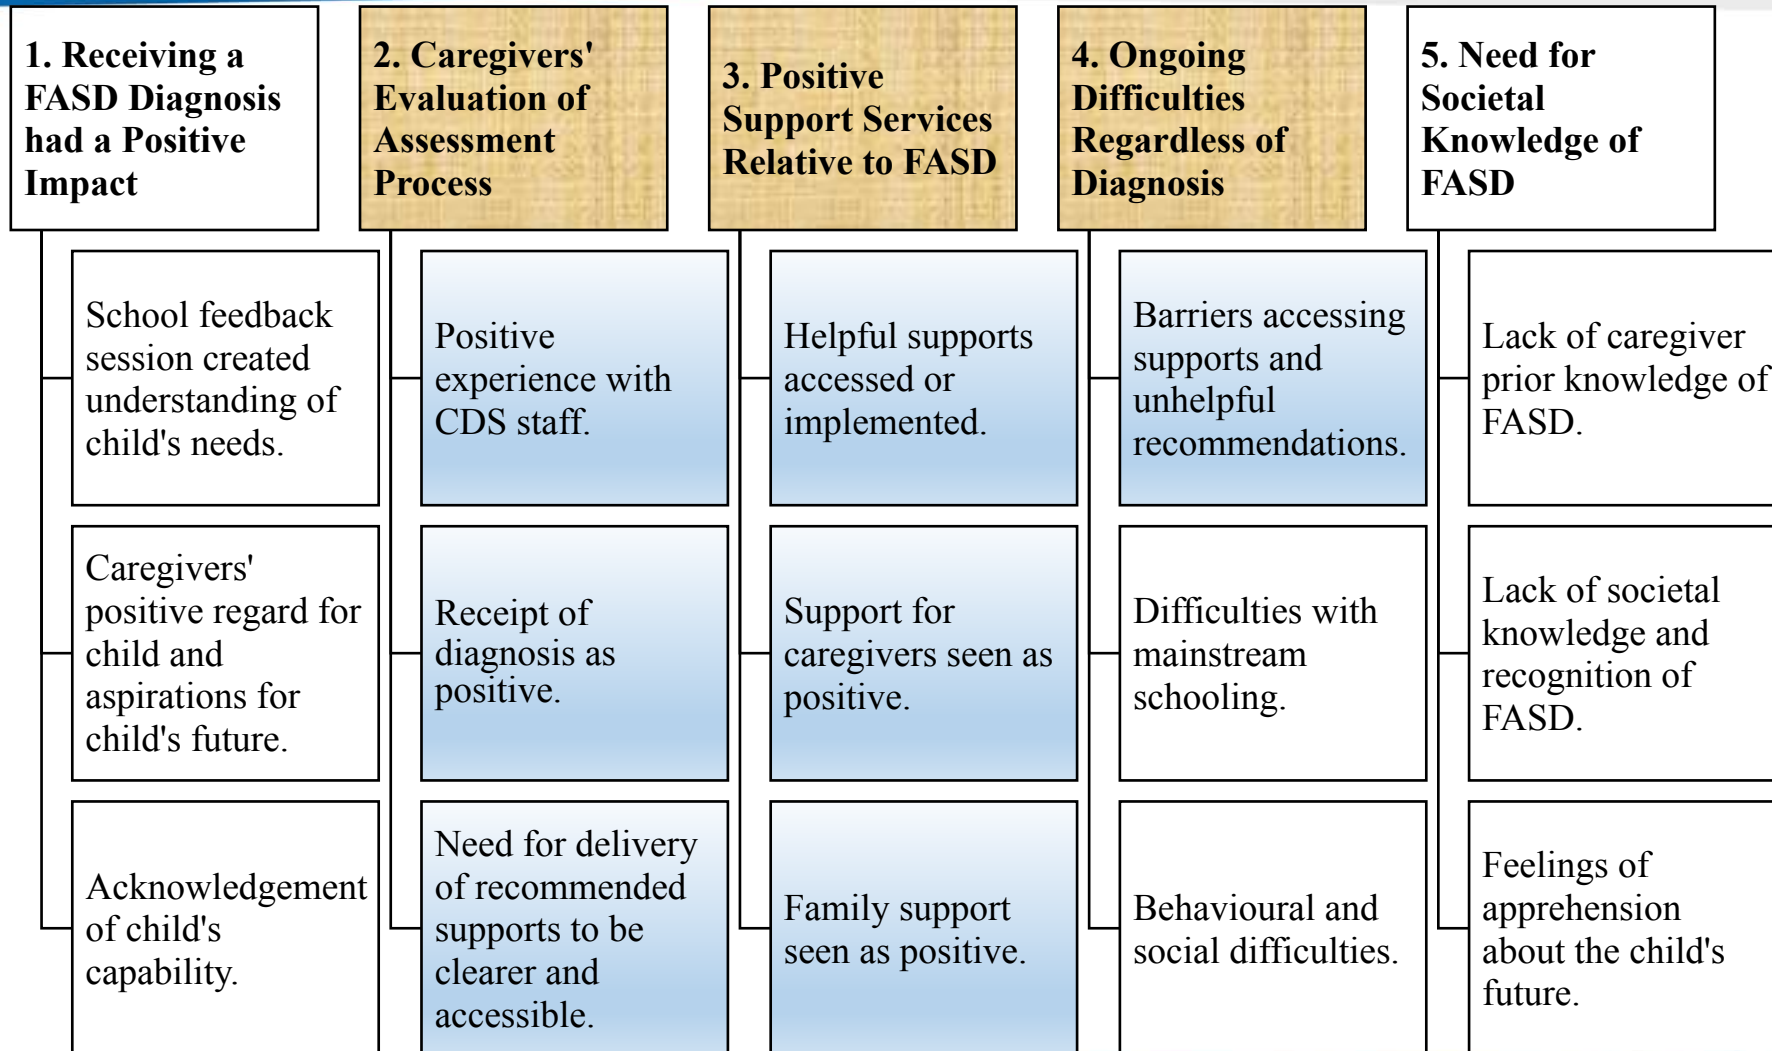 1. Receiving a
FASD Diagnosis
had a Positive
Impact
School feedback
session created
understanding of
child's needs.
Caregivers'
positive regard for
child and
aspirations for
child's future.
Acknowledgement
of child's
capability.
2. Caregivers'
Evaluation of
Assessment
Process
Positive
experience with
CDS staff.
Receipt of
diagnosis as
positive.
Need for delivery
of recommended
supports to be
clearer and
accessible.
3. Positive
Support Services
Relative to FASD
Helpful supports
accessed or
implemented.
Support for
caregivers seen as
positive.
Family support
seen as positive.
4. Ongoing
Difficulties
Regardless of
Diagnosis
Barriers accessing
supports and
unhelpful
recommendations.
Difficulties with
mainstream
schooling.
Behavioural and
social difficulties.
5. Need for
Societal
Knowledge of
FASD
Lack of caregiver
prior knowledge of
FASD.
Lack of societal
knowledge and
recognition of
FASD.
Feelings of
apprehension
about the child's
future.